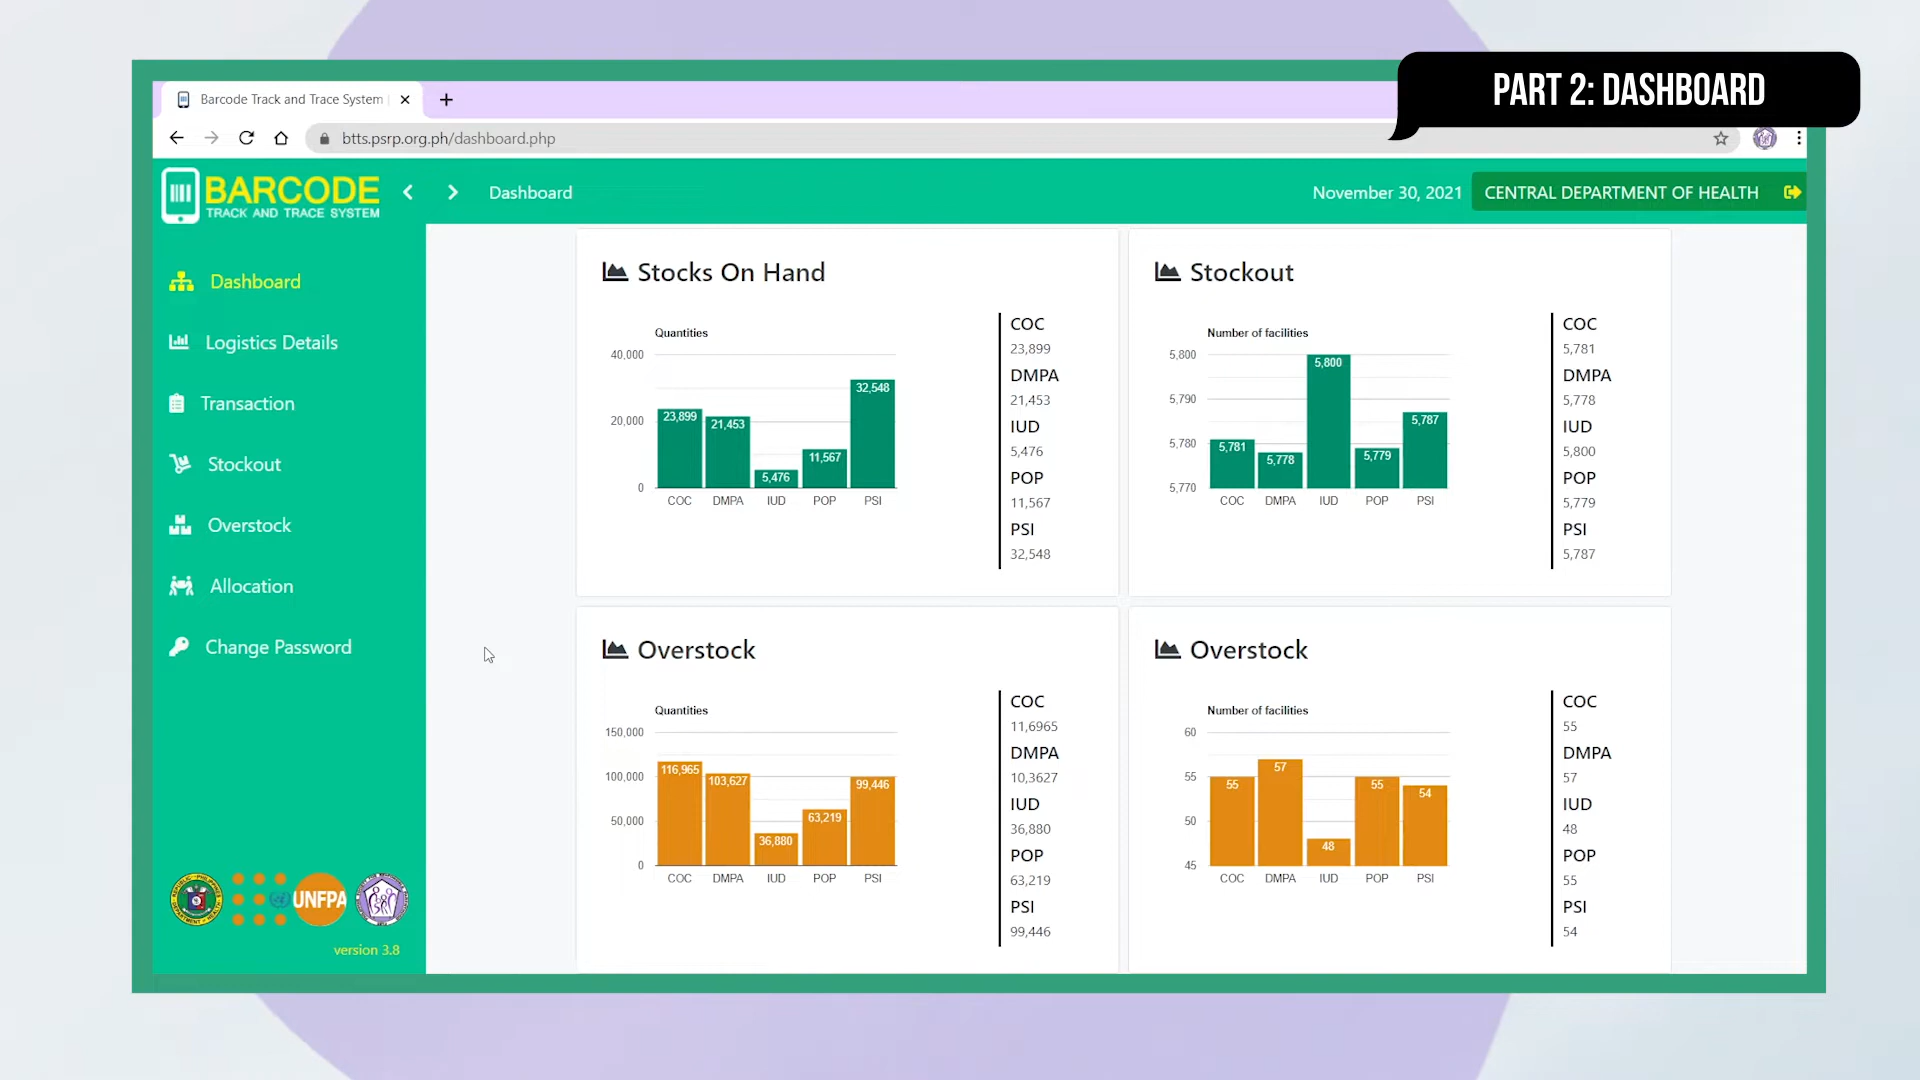 PART 2: DASHBOARD
Barcode Track and Trace System
btts.psrp.org.ph/dashboard.php
BARCODE
TRACK AND TRACE SYSTEM
Dashboard
November 30, 2021
CENTRAL DEPARTMENT OF HEALTH
Dashboard
Logistics Details
Transaction
Stockout
Overstock
Allocation
Change Password
UNFPA
version 3.8
Stocks On Hand
Quantities
40,000
20,000
0
23,899
21,453
5,476
11,567
32,548
COC DMPA IUD POP PSI
COC
23,899
DMPA
21,453
IUD
5,476
POP
11,567
PSI
32,548
Stockout
Number of facilities
5,800
5,790
5,780
5,770
5,781
5,778
5,800
5,779
5,787
COC DMPA IUD POP PSI
COC
5,781
DMPA
5,778
IUD
5,800
POP
5,779
PSI
5,787
Overstock
Quantities
150,000
100,000
50,000
0
116,965
103,627
36,880
63,219
99,446
COC DMPA IUD POP PSI
COC
11,6965
DMPA
10,3627
IUD
36,880
POP
63,219
PSI
99,446
Overstock
Number of facilities
60
55
50
45
55
57
48
55
54
COC DMPA IUD POP PSI
COC
55
DMPA
57
IUD
48
POP
55
PSI
54